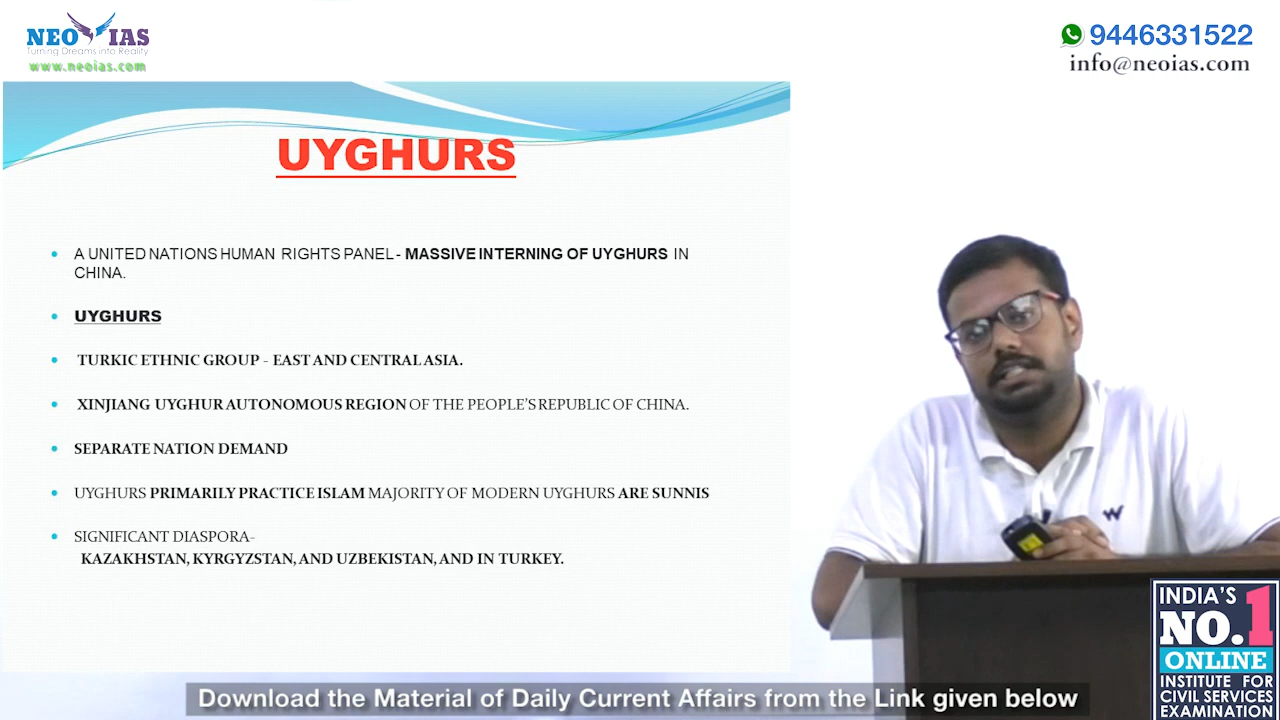 NEO IAS
Turning Dreams into Reality
www.neoias.com
9446331522
info@neoias.com
UYGHURS
A UNITED NATIONS HUMAN RIGHTS PANEL - MASSIVE INTERNING OF UYGHURS IN
CHINA.
UYGHURS
TURKIC ETHNIC GROUP - EAST AND CENTRAL ASIA.
XINJIANG UYGHUR AUTONOMOUS REGION OF THE PEOPLE'S REPUBLIC OF CHINA.
SEPARATE NATION DEMAND
UYGHURS PRIMARILY PRACTICE ISLAM MAJORITY OF MODERN UYGHURS ARE SUNNIS
SIGNIFICANT DIASPORA-
KAZAKHSTAN, KYRGYZSTAN, AND UZBEKISTAN, AND IN TURKEY.
W
INDIA'S
NO.1
ONLINE
INSTITUTE FOR
CIVIL SERVICES
EXAMINATION
Download the Material of Daily Current Affairs from the Link given below